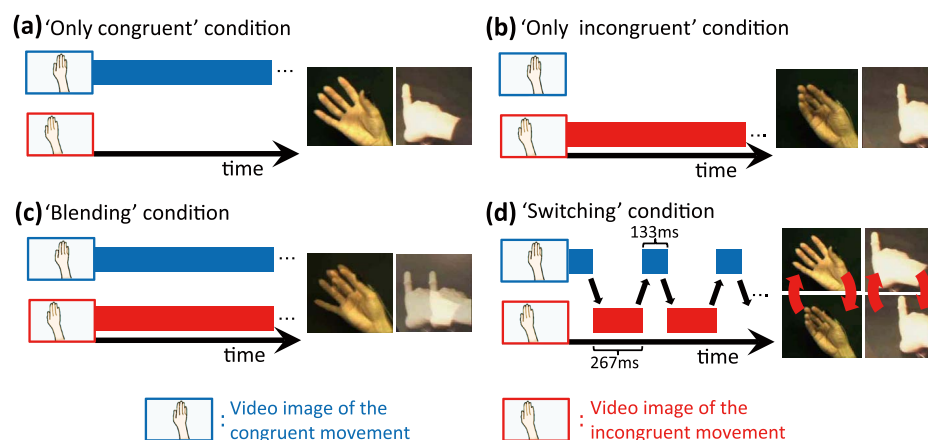 (a) 'Only congruent' condition
...
time
(b) 'Only incongruent' condition
...
time
(c) 'Blending' condition
...
...
time
(d) 'Switching' condition
133ms
...
267ms
time
: Video image of the
congruent movement
: Video image of the
incongruent movement